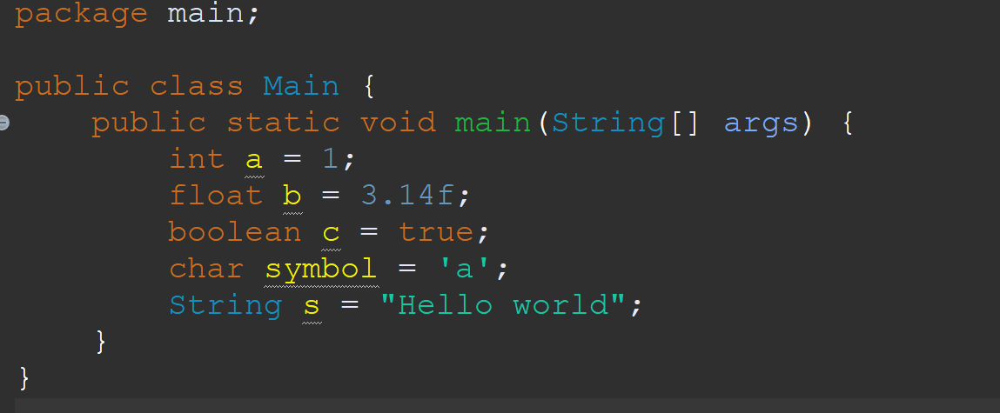 package main;
public class Main {
    public static void main(String[] args) {
        int a = 1;
        float b = 3.14f;
        boolean c = true;
        char symbol = 'a';
        String s = "Hello world";
    }
}